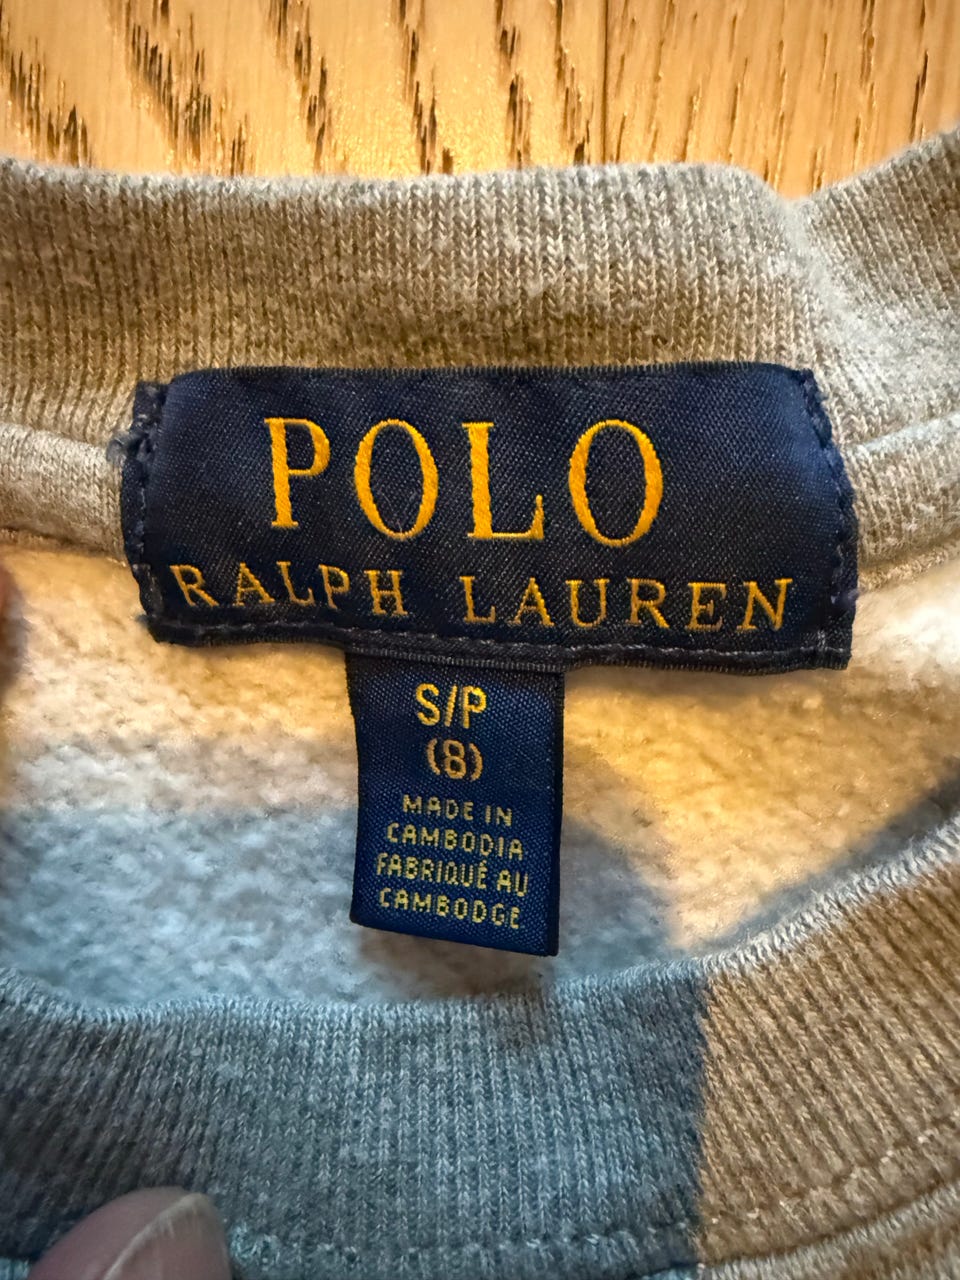 POLO
RALPH LAUREN
S/P
(8)
MADE IN
CAMBODIA
FABRIQUÉ AU
CAMBODGE